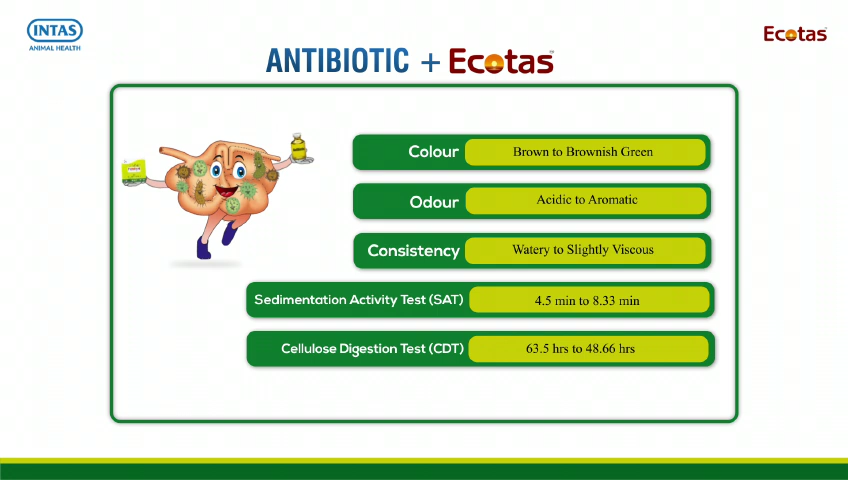 INTAS
ANIMAL HEALTH
Ecotas
ANTIBIOTIC + Ecotas
Colour Brown to Brownish Green
Odour Acidic to Aromatic
Consistency Watery to Slightly Viscous
Sedimentation Activity Test (SAT) 4.5 min to 8.33 min
Cellulose Digestion Test (CDT) 63.5 hrs to 48.66 hrs